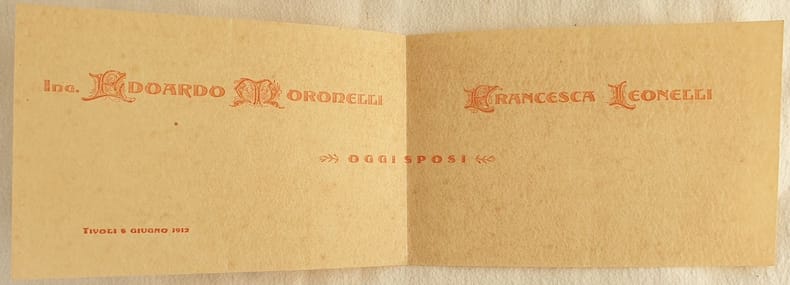 Ing. Edoardo Moronelli
Francesca Leonelli
OGGI SPOSI
Tivoli 6 giugno 1912